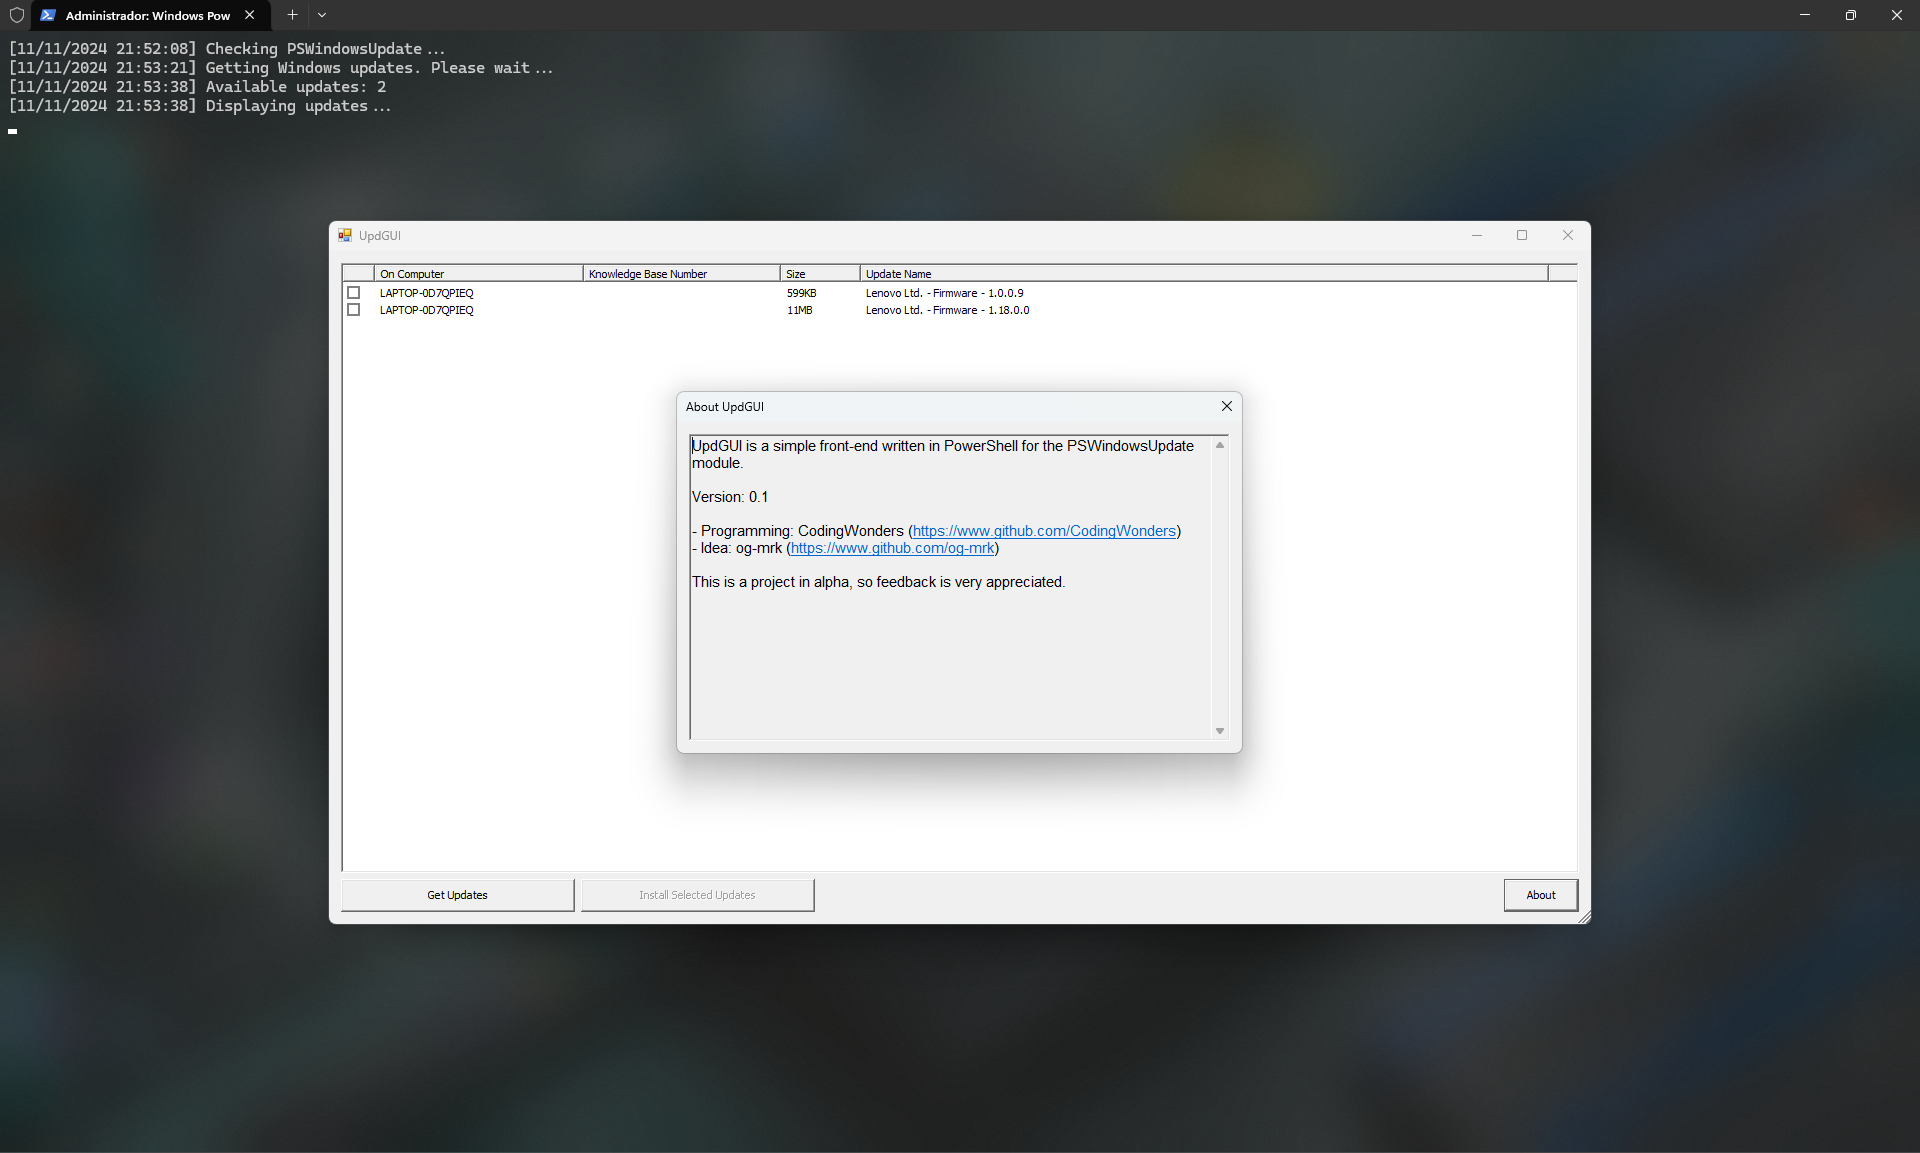 Administrador: Windows Pow
[11/11/2024 21:52:08] Checking PSWindowsUpdate...
[11/11/2024 21:53:21] Getting Windows updates. Please wait...
[11/11/2024 21:53:38] Available updates: 2
[11/11/2024 21:53:38] Displaying updates...
UpdGUI
On Computer Knowledge Base Number Size Update Name
LAPTOP-0D7QPIEQ 599KB Lenovo Ltd. - Firmware - 1.0.0.9
LAPTOP-0D7QPIEQ 11MB Lenovo Ltd. - Firmware - 1.18.0.0
About UpdGUI
UpdGUI is a simple front-end written in PowerShell for the PSWindowsUpdate
module.
Version: 0.1
- Programming: CodingWonders (https://www.github.com/CodingWonders)
- Idea: og-mrk (https://www.github.com/og-mrk)
This is a project in alpha, so feedback is very appreciated.
Get Updates Install Selected Updates About